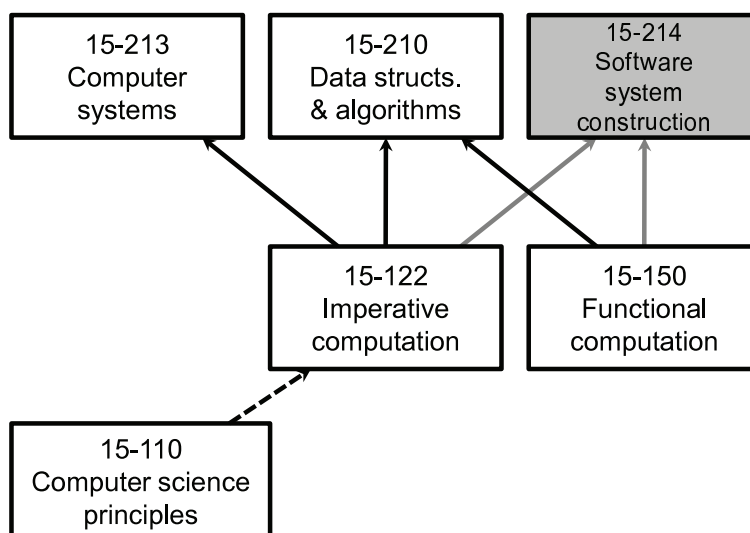 15-213
Computer
systems
15-210
Data structs.
& algorithms
15-214
Software
system
construction
15-122
Imperative
computation
15-150
Functional
computation
15-110
Computer science
principles